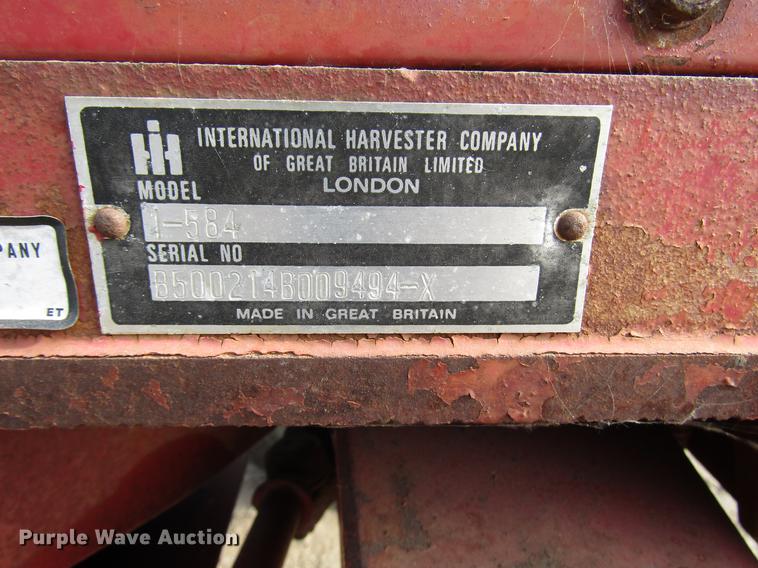 IH INTERNATIONAL HARVESTER COMPANY
OF GREAT BRITAIN LIMITED
LONDON
MODEL
1-584
SERIAL NO
B500214B009494-X
MADE IN GREAT BRITAIN
PANY
ET
Purple Wave Auction